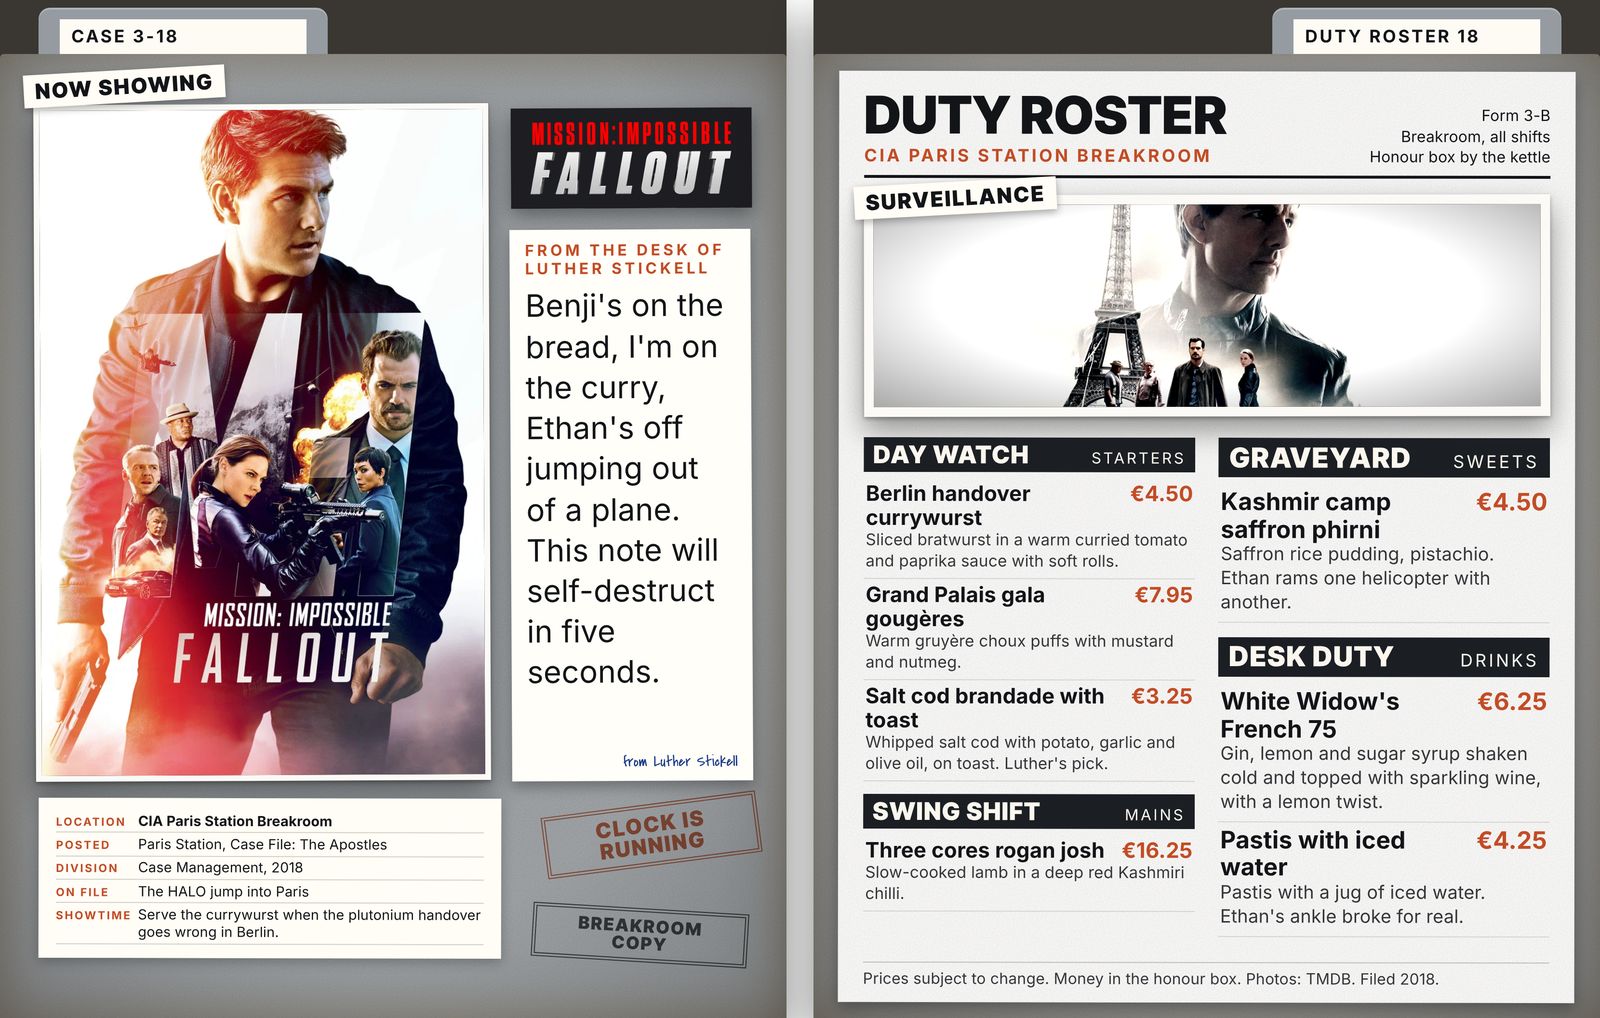 CASE 3-18
NOW SHOWING
MISSION: IMPOSSIBLE
FALLOUT
MISSION:IMPOSSIBLE
FALLOUT
FROM THE DESK OF
LUTHER STICKELL
Benji's on the
bread, I'm on
the curry,
Ethan's off
jumping out
of a plane.
This note will
self-destruct
in five
seconds.
from Luther Stickell
LOCATION CIA Paris Station Breakroom
POSTED Paris Station, Case File: The Apostles
DIVISION Case Management, 2018
ON FILE The HALO jump into Paris
SHOWTIME Serve the currywurst when the plutonium handover
goes wrong in Berlin.
CLOCK IS
RUNNING
BREAKROOM
COPY
DUTY ROSTER 18
DUTY ROSTER
CIA PARIS STATION BREAKROOM
Form 3-B
Breakroom, all shifts
Honour box by the kettle
SURVEILLANCE
DAY WATCH STARTERS
Berlin handover €4.50
currywurst
Sliced bratwurst in a warm curried tomato
and paprika sauce with soft rolls.
Grand Palais gala €7.95
gougères
Warm gruyère choux puffs with mustard
and nutmeg.
Salt cod brandade with €3.25
toast
Whipped salt cod with potato, garlic and
olive oil, on toast. Luther's pick.
SWING SHIFT MAINS
Three cores rogan josh €16.25
Slow-cooked lamb in a deep red Kashmiri
chilli.
GRAVEYARD SWEETS
Kashmir camp €4.50
saffron phirni
Saffron rice pudding, pistachio.
Ethan rams one helicopter with
another.
DESK DUTY DRINKS
White Widow's €6.25
French 75
Gin, lemon and sugar syrup shaken
cold and topped with sparkling wine,
with a lemon twist.
Pastis with iced €4.25
water
Pastis with a jug of iced water.
Ethan's ankle broke for real.
Prices subject to change. Money in the honour box. Photos: TMDB. Filed 2018.